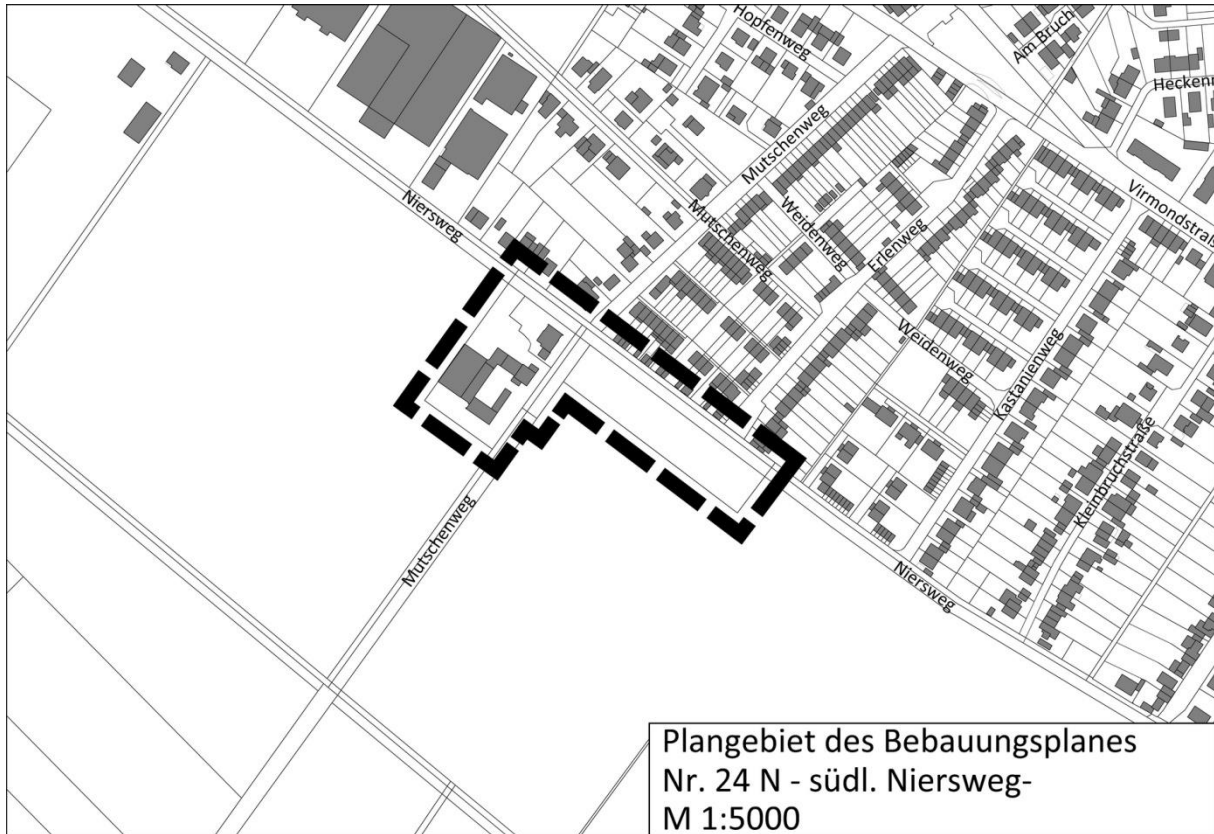 Hopfenweg
Am Bruch
Mutschenweg
Niersweg
Mutschenweg
Weidenweg
Erlenweg
Virmondstraß
Weidenweg
Kastanienweg
Kleinbruchstraße
Mutschenweg
Niersweg
Plangebiet des Bebauungsplanes
Nr. 24 N - südl. Niersweg-
M 1:5000